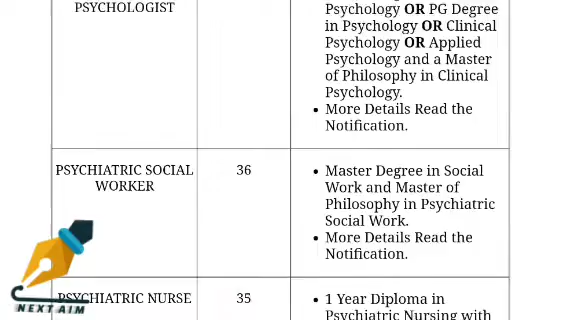 PSYCHOLOGIST
Psychology OR PG Degree
in Psychology OR Clinical
Psychology OR Applied
Psychology and a Master
of Philosophy in Clinical
Psychology.
More Details Read the
Notification.
PSYCHIATRIC SOCIAL
WORKER
36
Master Degree in Social
Work and Master of
Philosophy in Psychiatric
Social Work.
More Details Read the
Notification.
PSYCHIATRIC NURSE
35
1 Year Diploma in
Psychiatric Nursing with
NEXT AIM